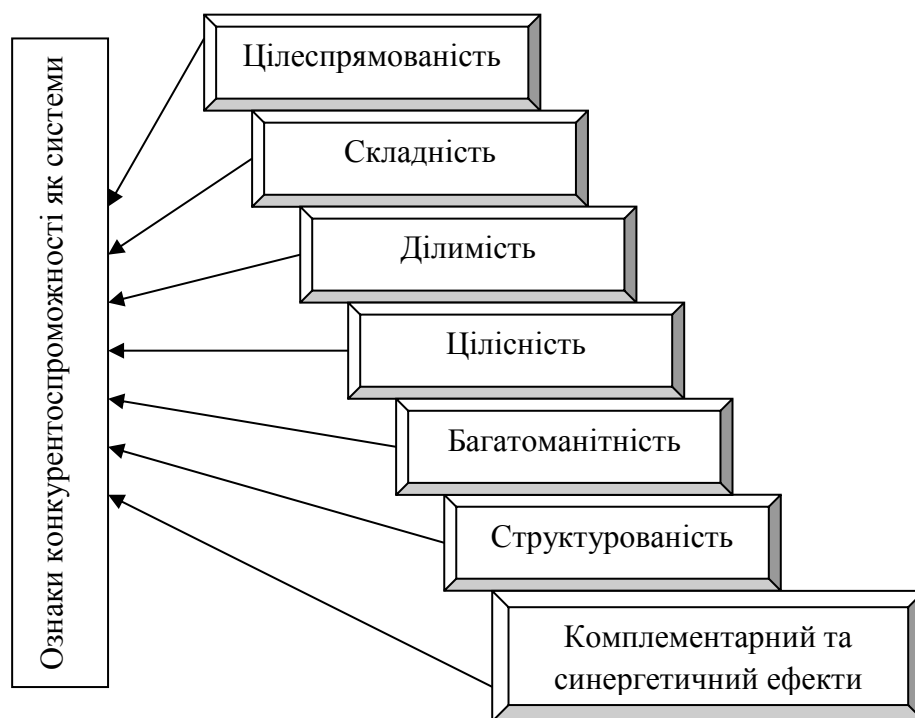 Ознаки конкурентоспроможності як системи
Цілеспрямованість
Складність
Ділимість
Цілісність
Багатоманітність
Структурованість
Комплементарний та
синергетичний ефекти